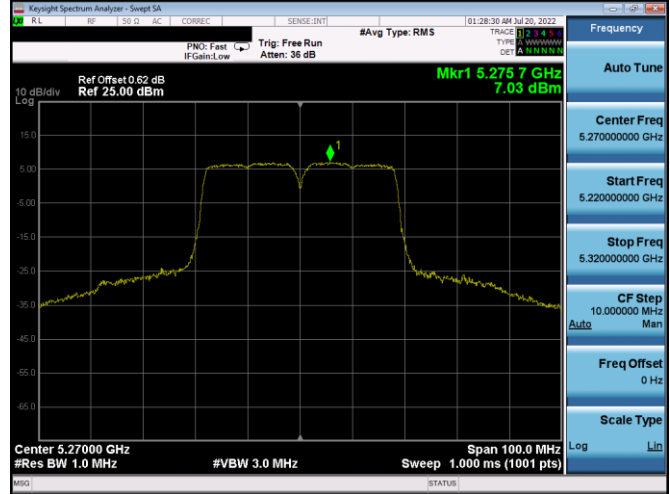 Keysight Spectrum Analyzer - Swept SA
LXI RL RF 50 Ω AC CORREC SENSE:INT 01:28:30 AM Jul 20, 2022
#Avg Type: RMS TRACE 1 2 3 4 5 6
PNO: Fast Trig: Free Run TYPE A WWWWW
IFGain:Low Atten: 36 dB DET A N N N N N
Mkr1 5.275 7 GHz
Ref Offset 0.62 dB
10 dB/div Ref 25.00 dBm 7.03 dBm
Log
1
15.0
5.00
-5.00
-15.0
-25.0
-35.0
-45.0
-55.0
-65.0
Center 5.27000 GHz Span 100.0 MHz
#Res BW 1.0 MHz #VBW 3.0 MHz Sweep 1.000 ms (1001 pts)
MSG STATUS
Frequency
Auto Tune
Center Freq
5.270000000 GHz
Start Freq
5.220000000 GHz
Stop Freq
5.320000000 GHz
CF Step
10.000000 MHz
Auto Man
Freq Offset
0 Hz
Scale Type
Log Lin